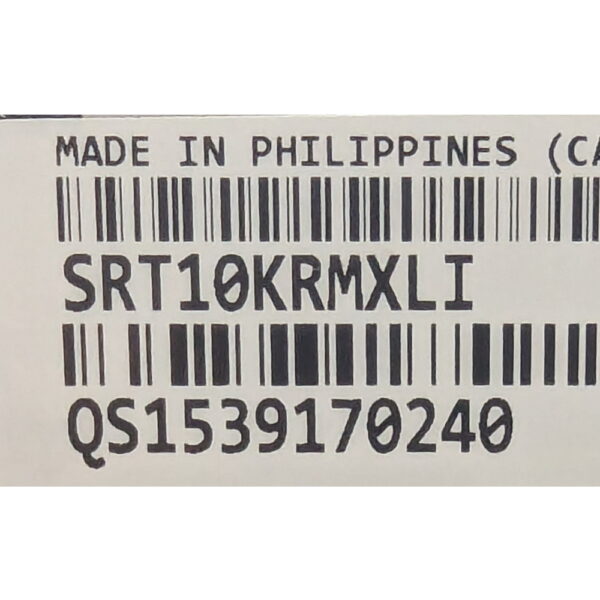 MADE IN PHILIPPINES (CA
SRT10KRMXLI
QS1539170240